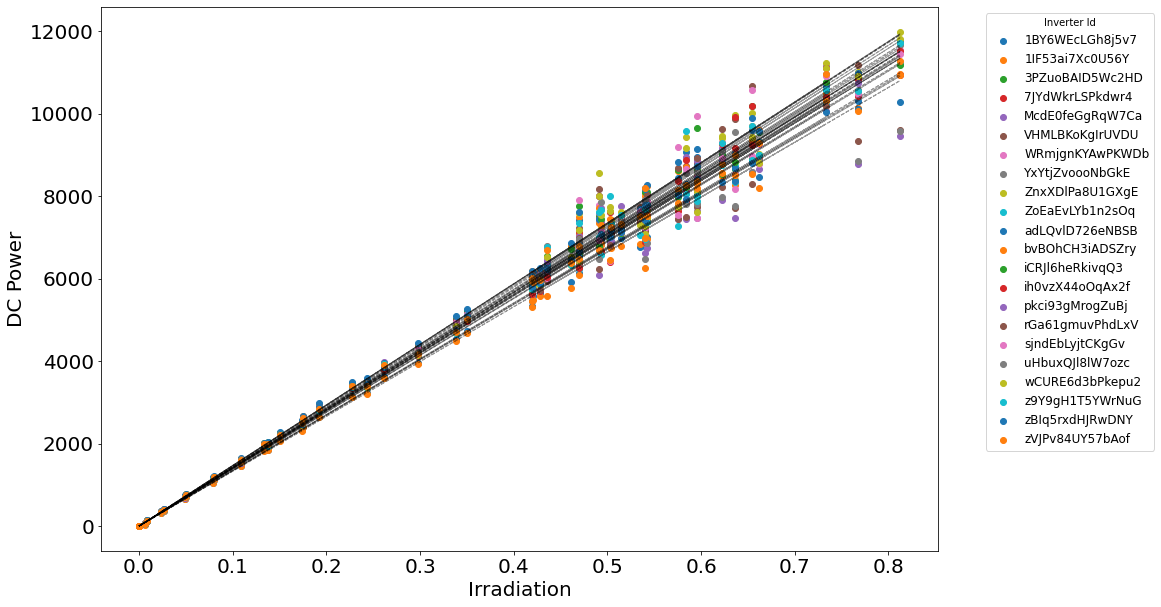 12000
10000
8000
6000
4000
2000
0
DC Power
0.0 0.1 0.2 0.3 0.4 0.5 0.6 0.7 0.8
Irradiation
Inverter Id
1BY6WEcLGh8j5v7
1IF53ai7Xc0U56Y
3PZuoBAID5Wc2HD
7JYdWkrLSPkdwr4
McdE0feGgRqW7Ca
VHMLBKoKgIrUVDU
WRmjgnKYAwPKWDb
YxYtjZvoooNbGkE
ZnxXDlPa8U1GXgE
ZoEaEvLYb1n2sOq
adLQvlD726eNBSB
bvBOhCH3iADSZry
iCRJl6heRkivqQ3
ih0vzX44oOqAx2f
pkci93gMrogZuBj
rGa61gmuvPhdLxV
sjndEbLyjtCKgGv
uHbuxQJl8lW7ozc
wCURE6d3bPkepu2
z9Y9gH1T5YWrNuG
zBIq5rxdHJRwDNY
zVJPv84UY57bAof